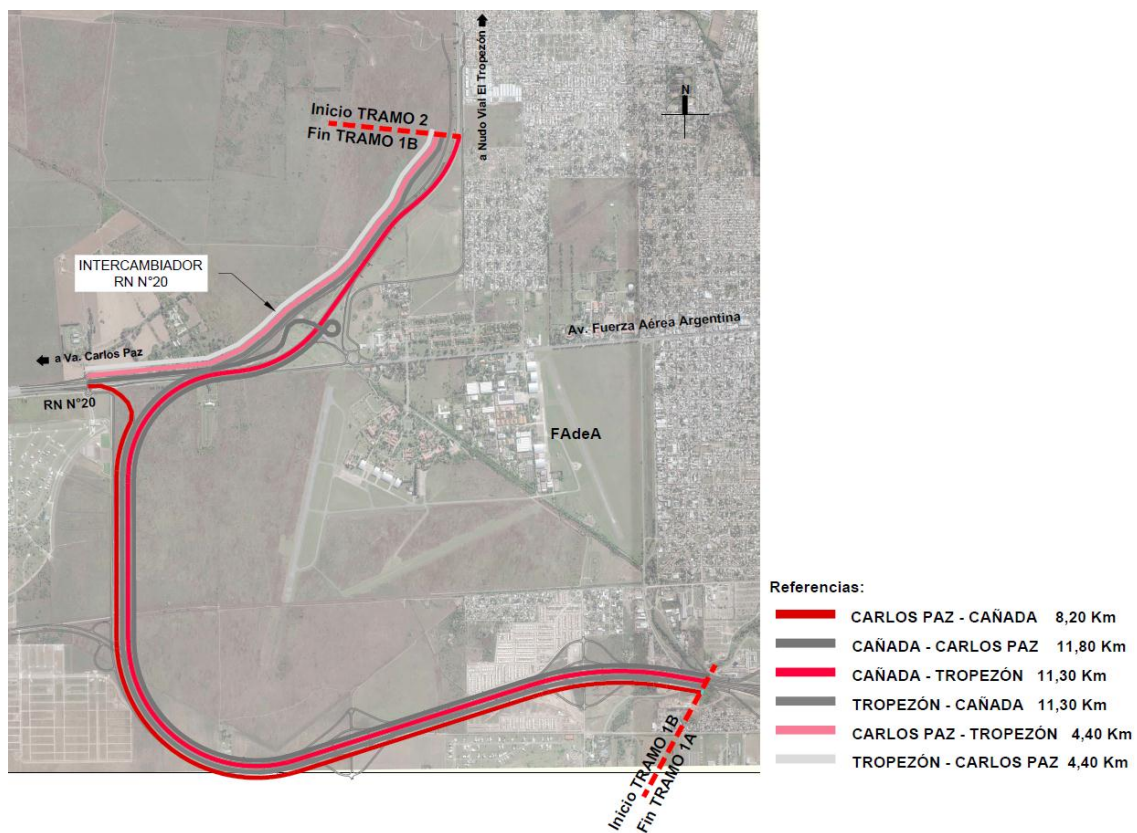 a Nudo Vial El Tropezón
N
Inicio TRAMO 2
Fin TRAMO 1B
INTERCAMBIADOR
RN N°20
Av. Fuerza Aérea Argentina
a Va. Carlos Paz
RN N°20
FAdeA
Inicio TRAMO 1B
Fin TRAMO 1A
Referencias:
CARLOS PAZ - CAÑADA 8,20 Km
CAÑADA - CARLOS PAZ 11,80 Km
CAÑADA - TROPEZÓN 11,30 Km
TROPEZÓN - CAÑADA 11,30 Km
CARLOS PAZ - TROPEZÓN 4,40 Km
TROPEZÓN - CARLOS PAZ 4,40 Km